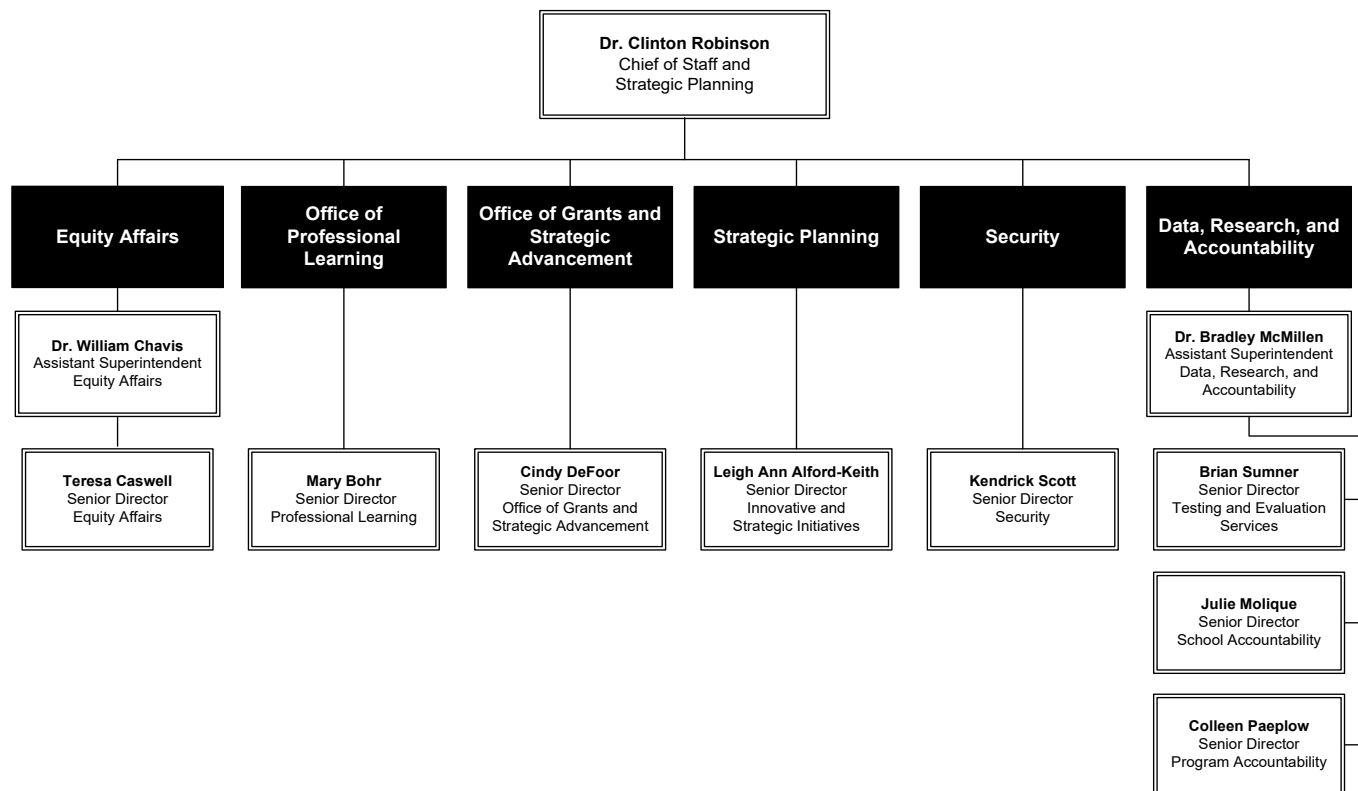 Dr. Clinton Robinson
Chief of Staff and
Strategic Planning
Equity Affairs
Office of
Professional
Learning
Office of Grants and
Strategic
Advancement
Strategic Planning
Security
Data, Research, and
Accountability
Dr. William Chavis
Assistant Superintendent
Equity Affairs
Dr. Bradley McMillen
Assistant Superintendent
Data, Research, and
Accountability
Teresa Caswell
Senior Director
Equity Affairs
Mary Bohr
Senior Director
Professional Learning
Cindy DeFoor
Senior Director
Office of Grants and
Strategic Advancement
Leigh Ann Alford-Keith
Senior Director
Innovative and
Strategic Initiatives
Kendrick Scott
Senior Director
Security
Brian Sumner
Senior Director
Testing and Evaluation
Services
Julie Molique
Senior Director
School Accountability
Colleen Paeplow
Senior Director
Program Accountability